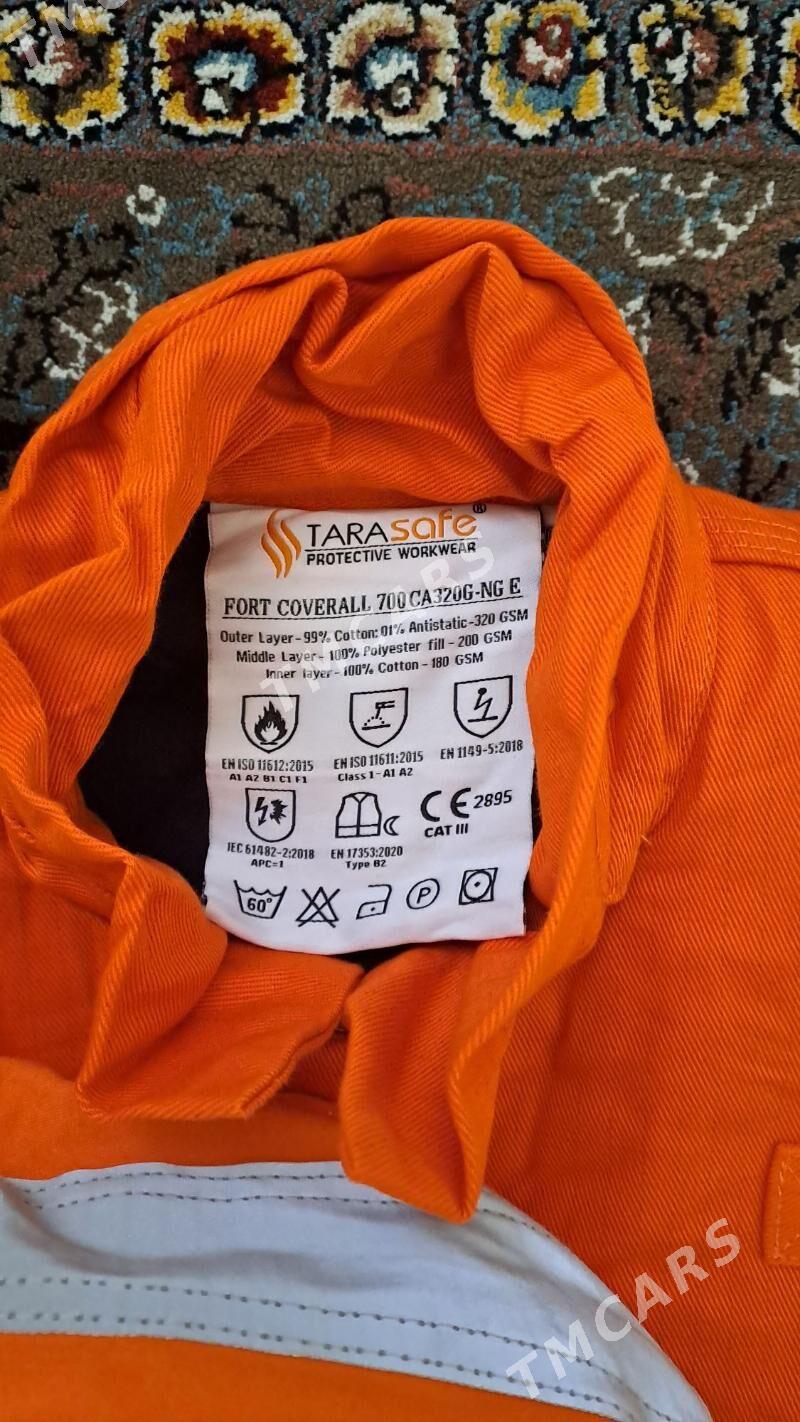 TMCARS
TMCARS
TARAsafe®
PROTECTIVE WORKWEAR
FORT COVERALL 700CA320G-NG E
Outer Layer-99% Cotton: 01% Antistatic-320 GSM
Middle Layer-100% Polyester fill-200 GSM
Inner layer-100% Cotton-180 GSM
TMCARS
EN ISO 11612:2015
A1 A2 B1 C1 F1
EN ISO 11611:2015
Class 1-A1 A2
EN 1149-5:2018
IEC 61482-2:2018
APC=1
EN 17353:2020
Type B2
CE 2895
CAT III
60°
P
TMCARS